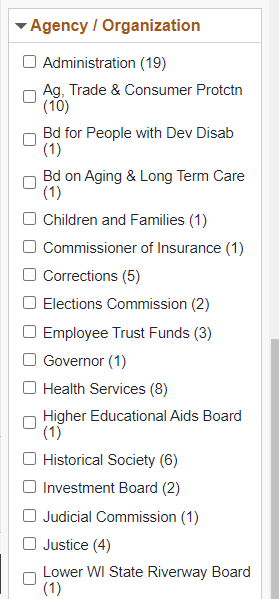 Agency / Organization
Administration (19)
Ag, Trade & Consumer Protctn
(10)
Bd for People with Dev Disab
(1)
Bd on Aging & Long Term Care
(1)
Children and Families (1)
Commissioner of Insurance (1)
Corrections (5)
Elections Commission (2)
Employee Trust Funds (3)
Governor (1)
Health Services (8)
Higher Educational Aids Board
(1)
Historical Society (6)
Investment Board (2)
Judicial Commission (1)
Justice (4)
Lower WI State Riverway Board
(1)